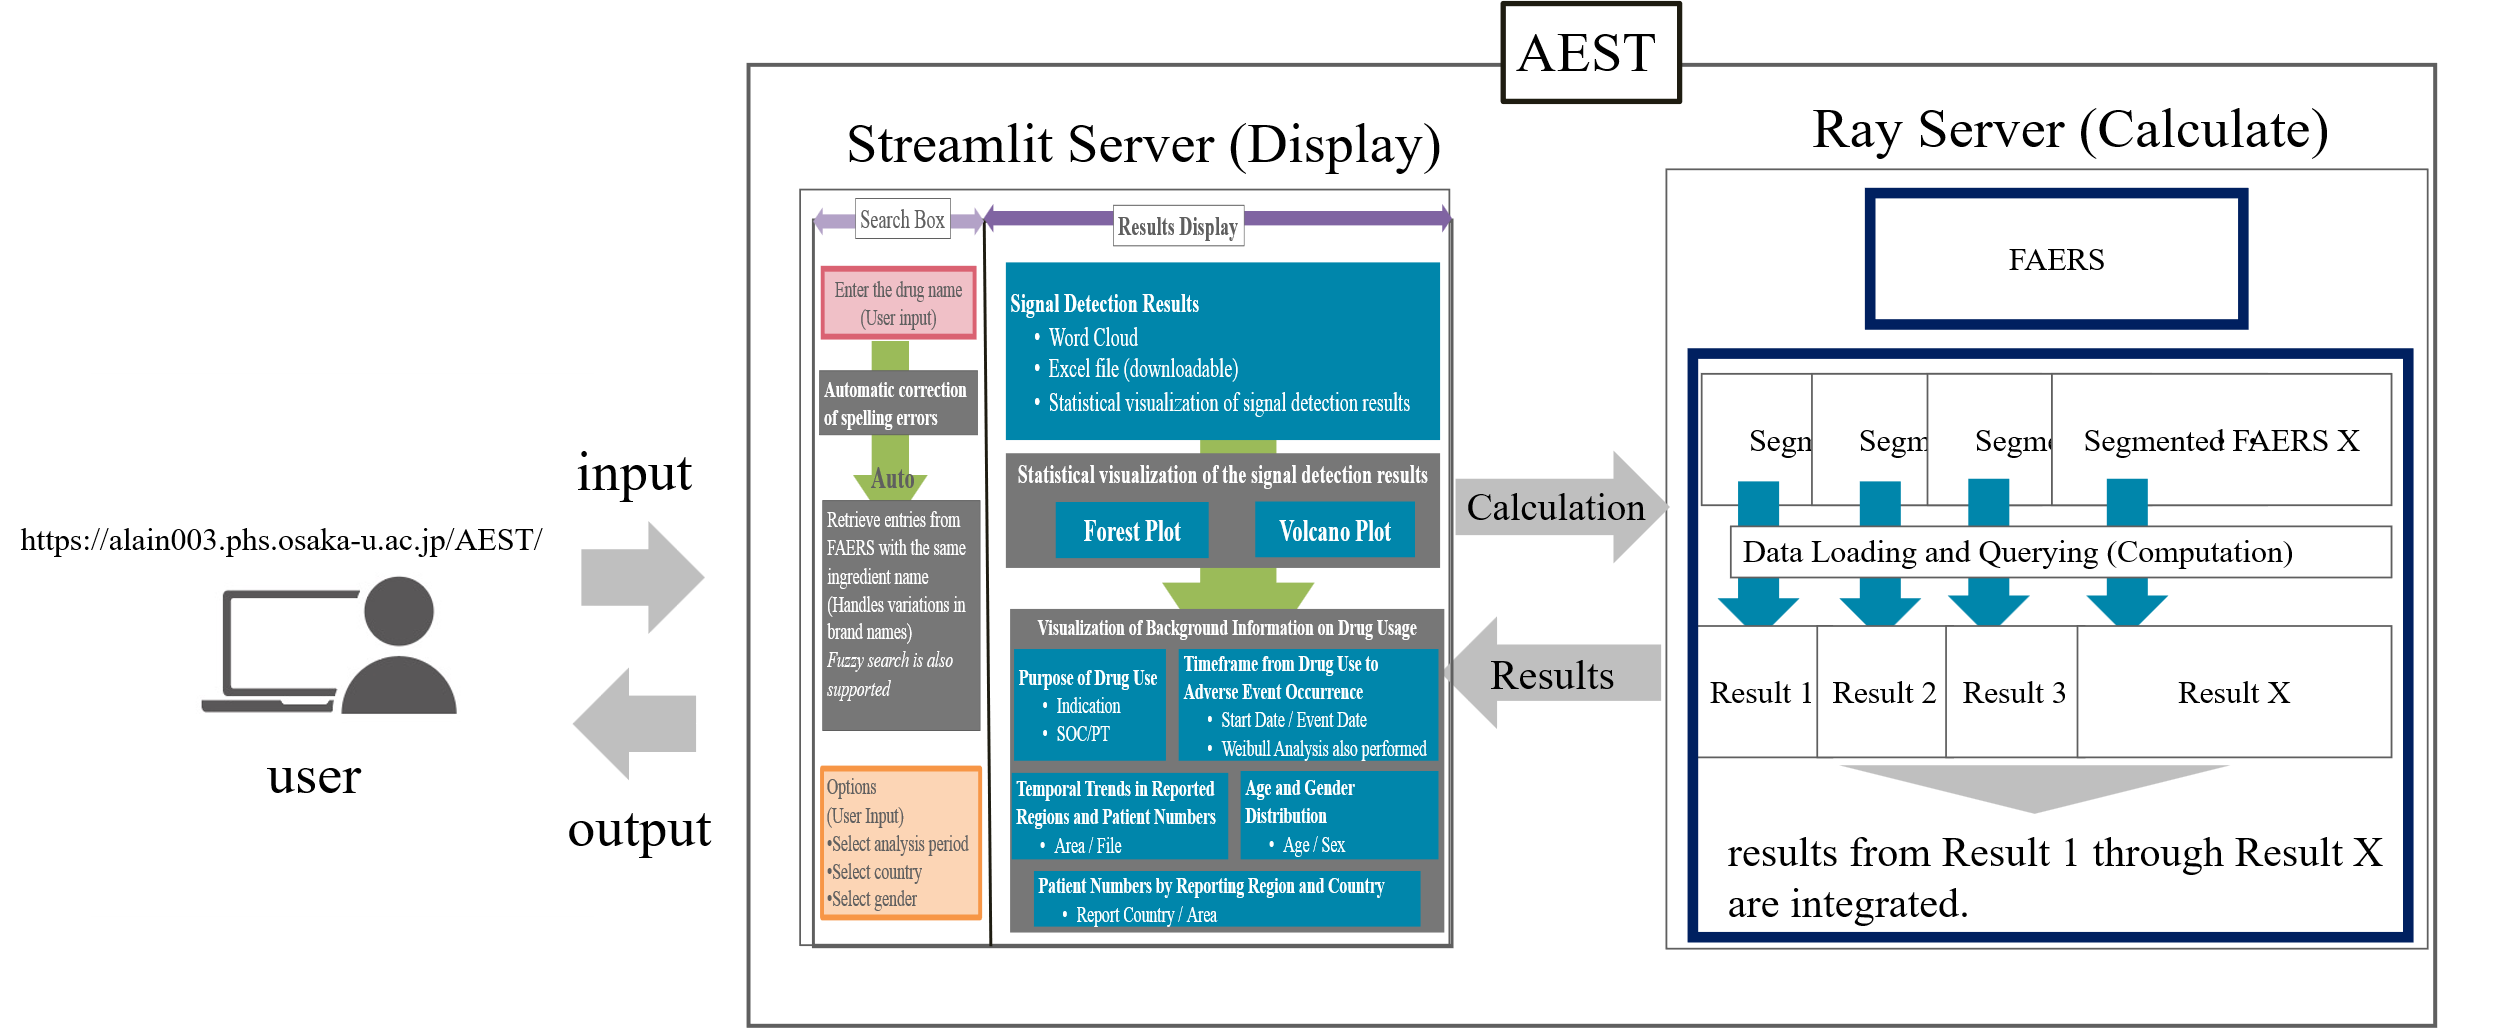 AEST
Streamlit Server (Display)
Ray Server (Calculate)
Search Box
Results Display
Enter the drug name
(User input)
Automatic correction
of spelling errors
Auto
Retrieve entries from
FAERS with the same
ingredient name
(Handles variations in
brand names)
Fuzzy search is also
supported
Options
(User Input)
•Select analysis period
•Select country
•Select gender
Signal Detection Results
• Word Cloud
• Excel file (downloadable)
• Statistical visualization of signal detection results
Statistical visualization of the signal detection results
Forest Plot
Volcano Plot
Visualization of Background Information on Drug Usage
Purpose of Drug Use
• Indication
• SOC/PT
Timeframe from Drug Use to
Adverse Event Occurrence
• Start Date / Event Date
• Weibull Analysis also performed
Temporal Trends in Reported
Regions and Patient Numbers
• Area / File
Age and Gender
Distribution
• Age / Sex
Patient Numbers by Reporting Region and Country
• Report Country / Area
input
https://alain003.phs.osaka-u.ac.jp/AEST/
user
output
Calculation
Results
FAERS
Segmented FAERS X
Data Loading and Querying (Computation)
Result 1
Result 2
Result 3
Result X
results from Result 1 through Result X
are integrated.